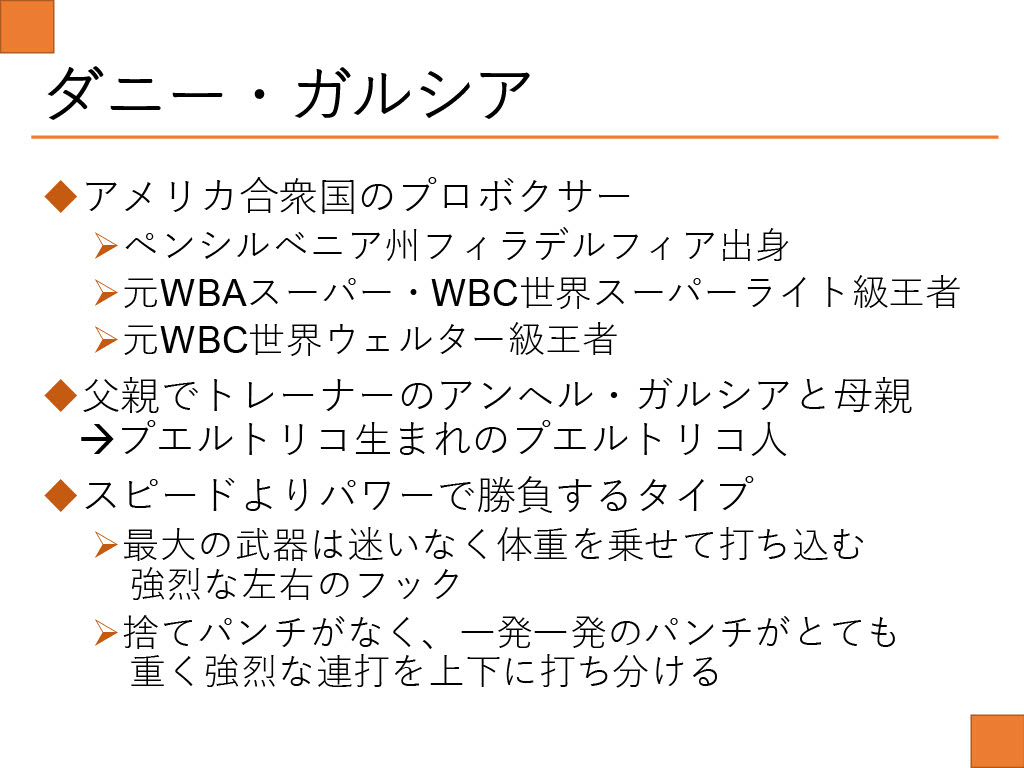 ダニー・ガルシア
◆アメリカ合衆国のプロボクサー
➢ペンシルベニア州フィラデルフィア出身
➢元WBAスーパー・WBC世界スーパーライト級王者
➢元WBC世界ウェルター級王者
◆父親でトレーナーのアンヘル・ガルシアと母親
→プエルトリコ生まれのプエルトリコ人
◆スピードよりパワーで勝負するタイプ
➢最大の武器は迷いなく体重を乗せて打ち込む
強烈な左右のフック
➢捨てパンチがなく、一発一発のパンチがとても
重く強烈な連打を上下に打ち分ける